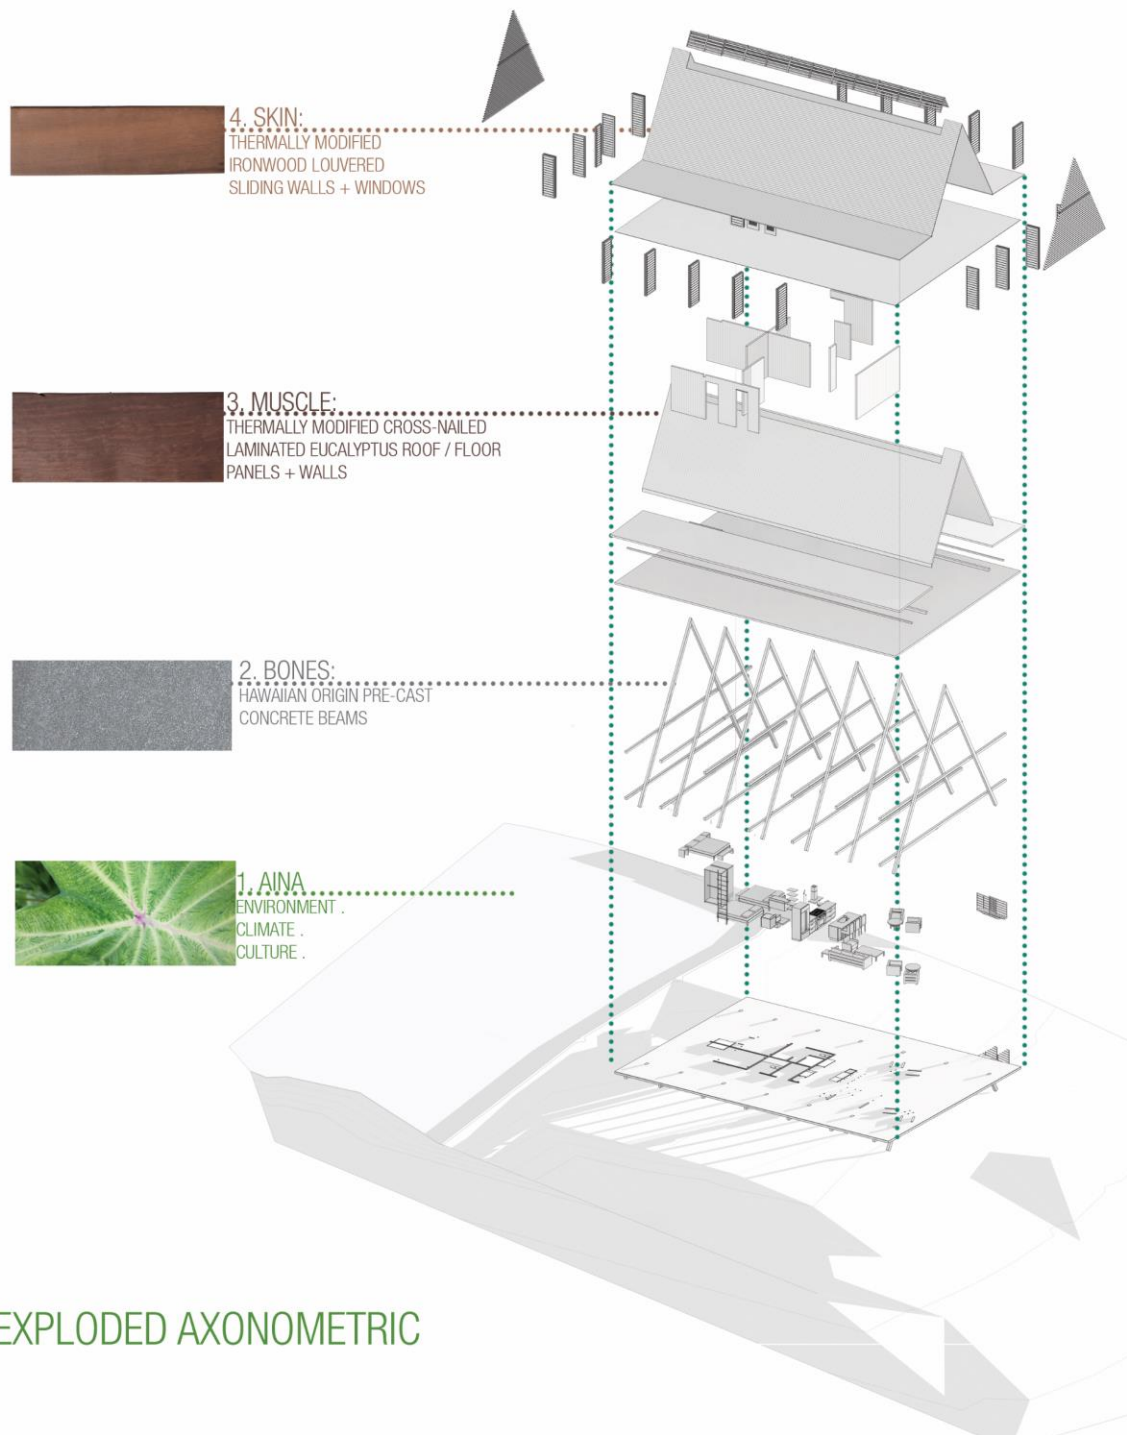 4. SKIN:
THERMALLY MODIFIED
IRONWOOD LOUVERED
SLIDING WALLS + WINDOWS
3. MUSCLE:
THERMALLY MODIFIED CROSS-NAILED
LAMINATED EUCALYPTUS ROOF / FLOOR
PANELS + WALLS
2. BONES:
HAWAIIAN ORIGIN PRE-CAST
CONCRETE BEAMS
1. AINA
ENVIRONMENT .
CLIMATE .
CULTURE .
EXPLODED AXONOMETRIC